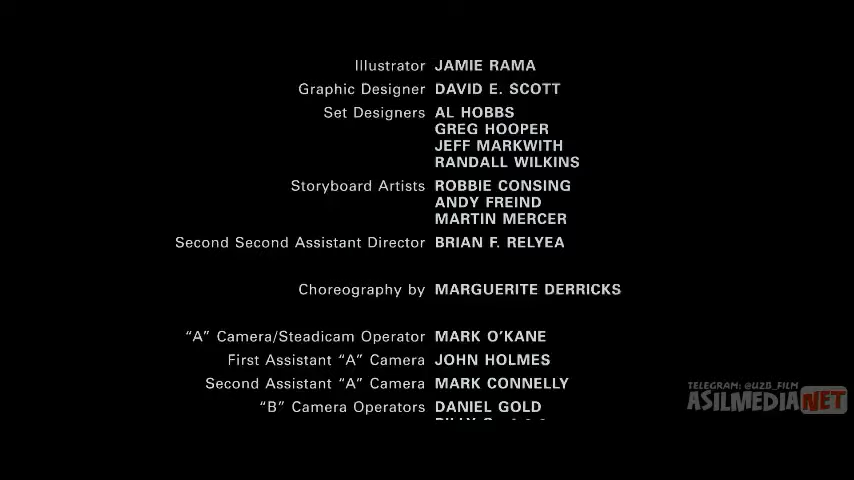 Illustrator JAMIE RAMA
Graphic Designer DAVID E. SCOTT
Set Designers AL HOBBS
GREG HOOPER
JEFF MARKWITH
RANDALL WILKINS
Storyboard Artists ROBBIE CONSING
ANDY FREIND
MARTIN MERCER
Second Second Assistant Director BRIAN F. RELYEA
Choreography by MARGUERITE DERRICKS
“A” Camera/Steadicam Operator MARK O’KANE
First Assistant “A” Camera JOHN HOLMES
Second Assistant “A” Camera MARK CONNELLY
“B” Camera Operators DANIEL GOLD
TELEGRAM: @UZB_FILM
ASILMEDIA NET